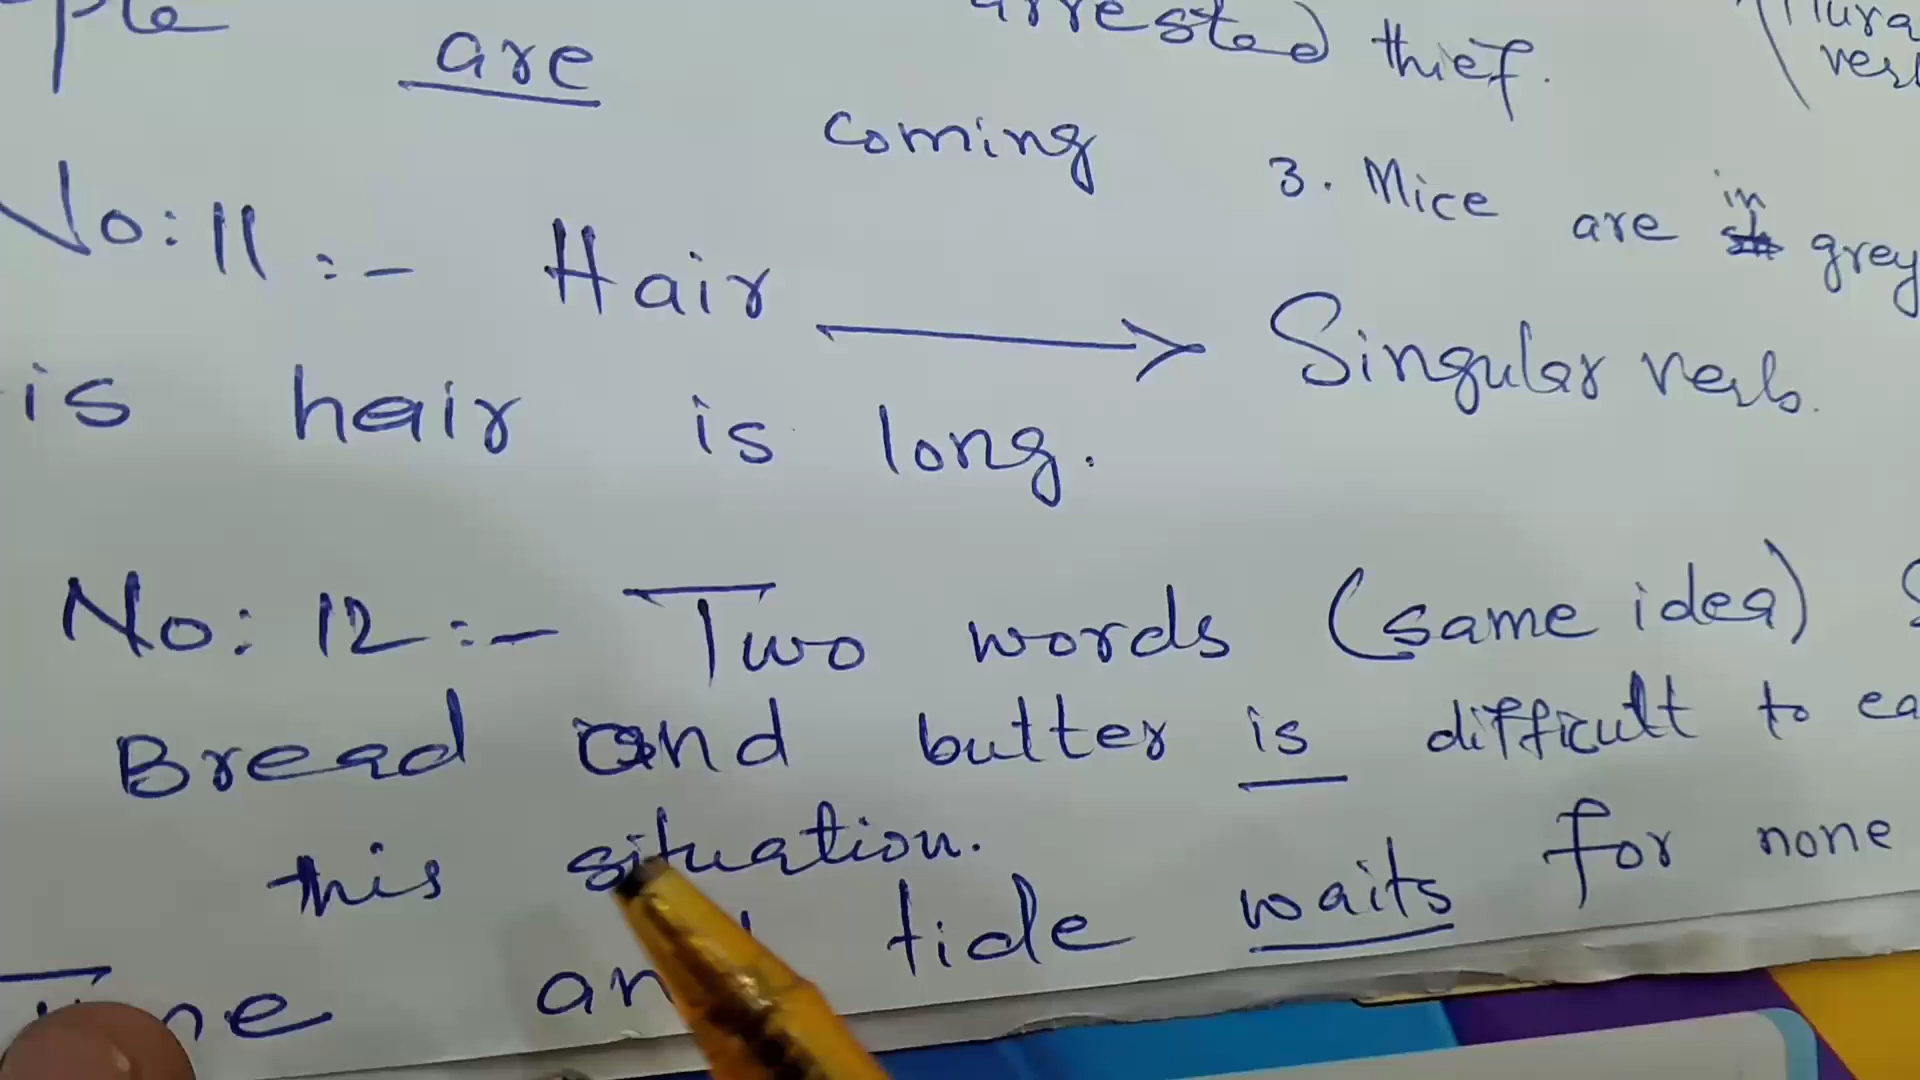 are
coming
arrested thief.
3. Mice are in grey
No: 11 :- Hair → Singular verb.
is hair is long.
No: 12 :- Two words (same idea)
Bread and butter is difficult to
this situation.
tide waits for none